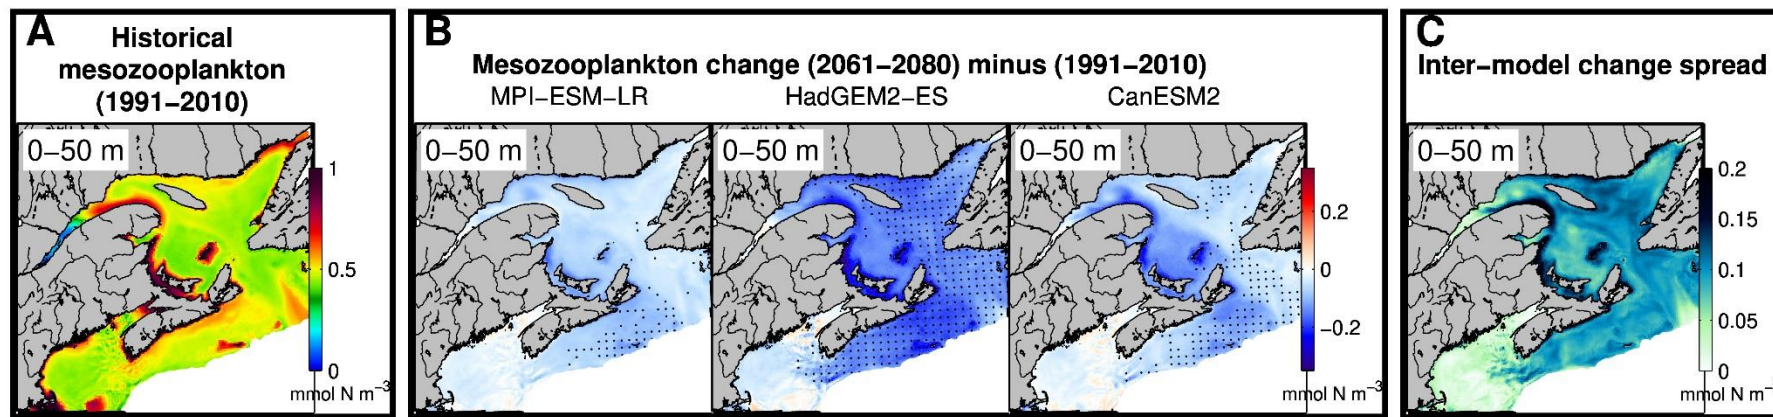 A
Historical
mesozooplankton
(1991−2010)
0−50 m
1
0.5
0
mmol N m−3
B
Mesozooplankton change (2061−2080) minus (1991−2010)
MPI−ESM−LR
HadGEM2−ES
CanESM2
0−50 m
0−50 m
0−50 m
0.2
0
−0.2
mmol N m−3
C
Inter−model change spread
0−50 m
0.2
0.15
0.1
0.05
0
mmol N m−3